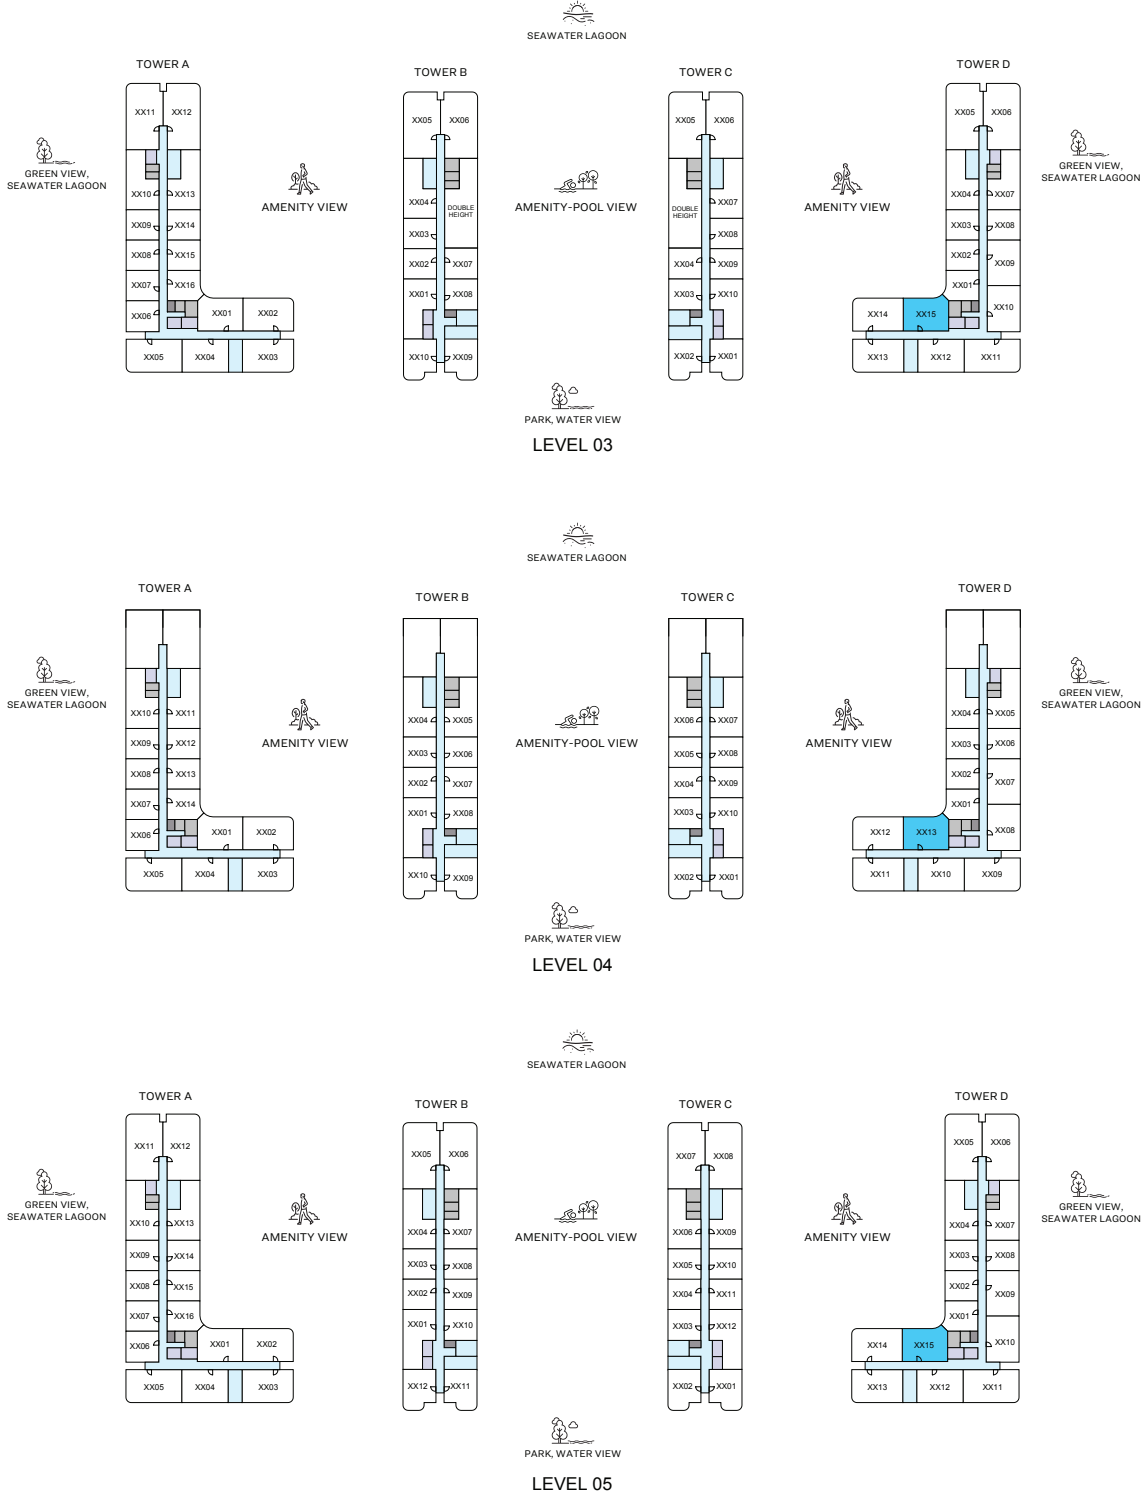 SEAWATER LAGOON
TOWER A
TOWER B
TOWER C
TOWER D
XX11 XX12
XX05 XX06
XX05 XX06
XX05 XX06
GREEN VIEW,
SEAWATER LAGOON
AMENITY VIEW
AMENITY-POOL VIEW
AMENITY VIEW
GREEN VIEW,
SEAWATER LAGOON
XX10 XX13
XX09 XX14
XX08 XX15
XX07 XX16
XX06 XX01 XX02
XX05 XX04 XX03
XX04 DOUBLE
HEIGHT
XX03
XX02 XX07
XX01 XX08
XX10 XX09
DOUBLE
HEIGHT XX07
XX08
XX04 XX09
XX03 XX10
XX02 XX01
XX04 XX07
XX03 XX08
XX02 XX09
XX01
XX14 XX15 XX10
XX13 XX12 XX11
PARK, WATER VIEW
LEVEL 03
SEAWATER LAGOON
TOWER A
TOWER B
TOWER C
TOWER D
GREEN VIEW,
SEAWATER LAGOON
AMENITY VIEW
AMENITY-POOL VIEW
AMENITY VIEW
GREEN VIEW,
SEAWATER LAGOON
XX10 XX11
XX09 XX12
XX08 XX13
XX07 XX14
XX06 XX01 XX02
XX05 XX04 XX03
XX04 XX05
XX03 XX06
XX02 XX07
XX01 XX08
XX10 XX09
XX06 XX07
XX05 XX08
XX04 XX09
XX03 XX10
XX02 XX01
XX04 XX05
XX03 XX06
XX02 XX07
XX01
XX12 XX13 XX08
XX11 XX10 XX09
PARK, WATER VIEW
LEVEL 04
SEAWATER LAGOON
TOWER A
TOWER B
TOWER C
TOWER D
XX11 XX12
XX05 XX06
XX07 XX08
XX05 XX06
GREEN VIEW,
SEAWATER LAGOON
AMENITY VIEW
AMENITY-POOL VIEW
AMENITY VIEW
GREEN VIEW,
SEAWATER LAGOON
XX10 XX13
XX09 XX14
XX08 XX15
XX07 XX16
XX06 XX01 XX02
XX05 XX04 XX03
XX04 XX07
XX03 XX08
XX02 XX09
XX01 XX10
XX12 XX11
XX06 XX09
XX05 XX10
XX04 XX11
XX03 XX12
XX02 XX01
XX04 XX07
XX03 XX08
XX02 XX09
XX01
XX14 XX15 XX10
XX13 XX12 XX11
PARK, WATER VIEW
LEVEL 05